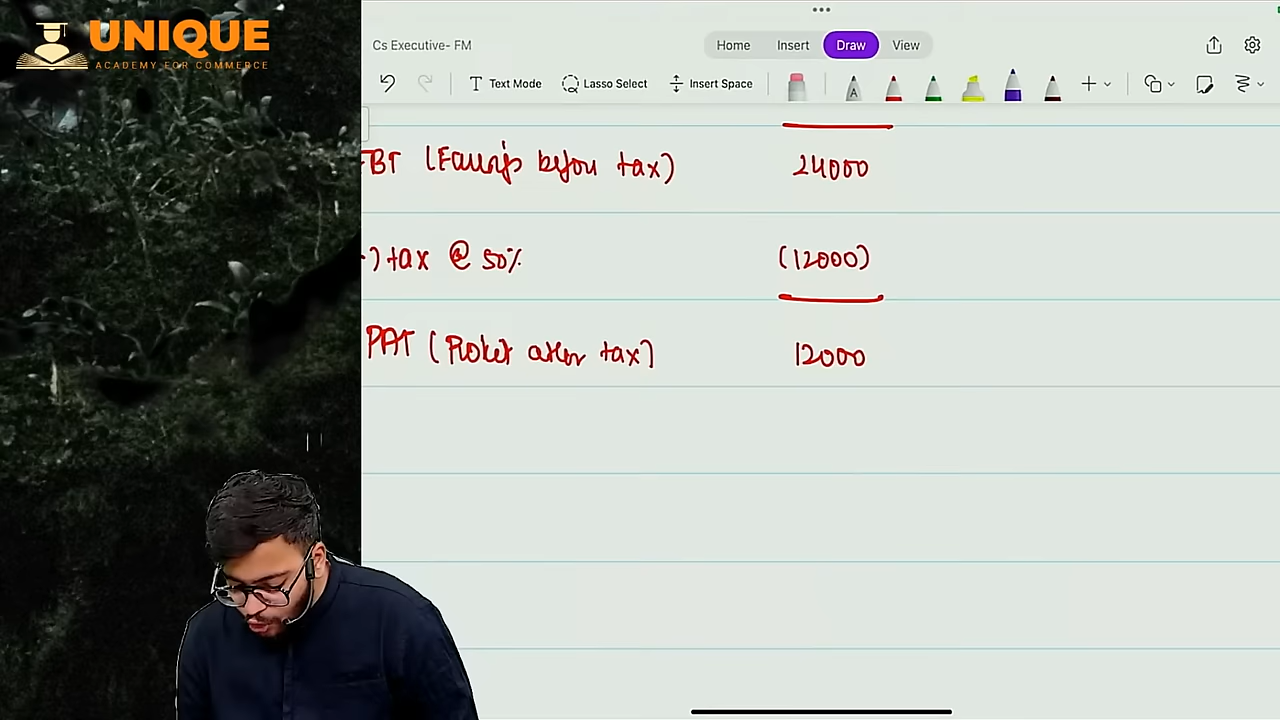 UNIQUE
ACADEMY FOR COMMERCE
Cs Executive- FM
Home Insert Draw View
Text Mode Lasso Select Insert Space
EBT (Earnings before tax) 24000
-) tax @ 50% (12000)
PAT (Profit after tax) 12000